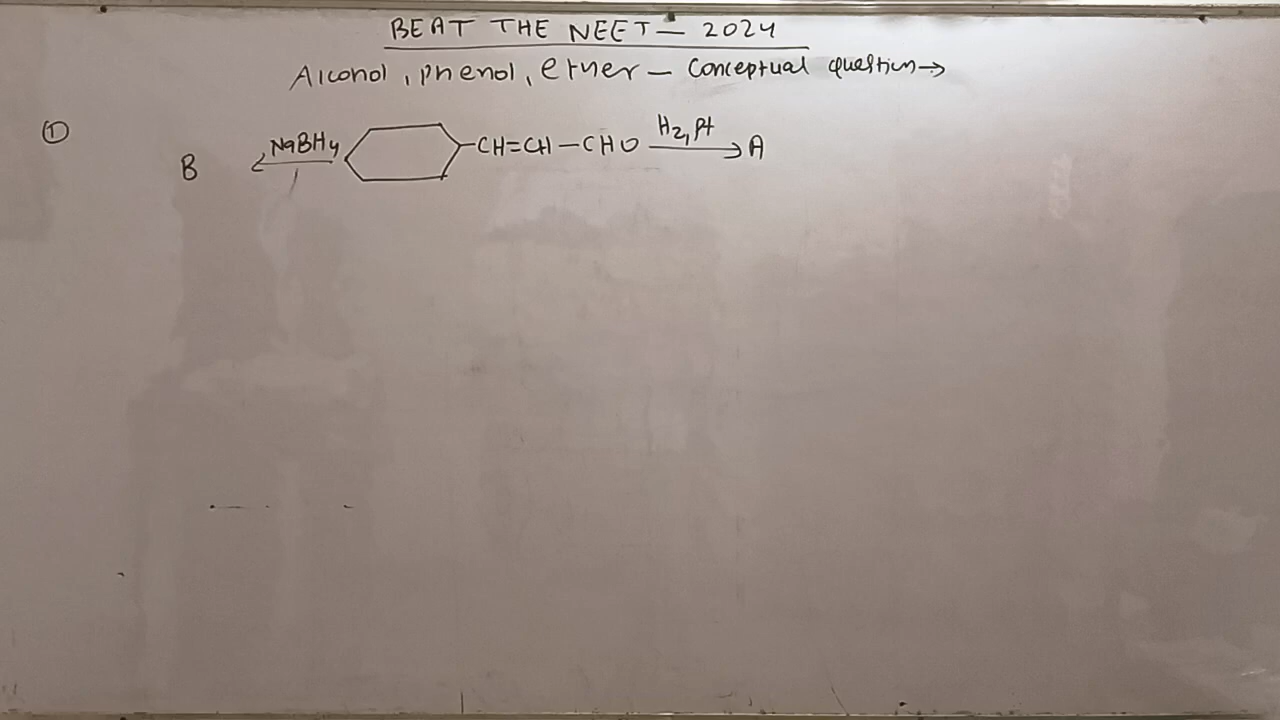 BEAT THE NEET — 2024
Alcohol, phenol, ether — Conceptual question →
① B ←NaBH4 —CH=CH—CHO H2, Pt→ A